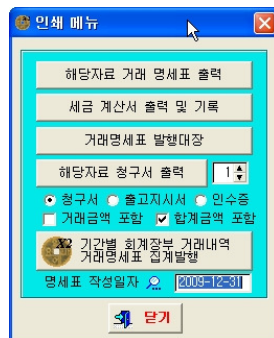 인쇄 메뉴
해당자료 거래 명세표 출력
세금 계산서 출력 및 기록
거래명세표 발행대장
해당자료 청구서 출력 1
청구서 출고지시서 인수증
거래금액 포함 합계금액 포함
X2 기간별 회계장부 거래내역
거래명세표 집계발행
명세표 작성일자 2009-12-31
닫기